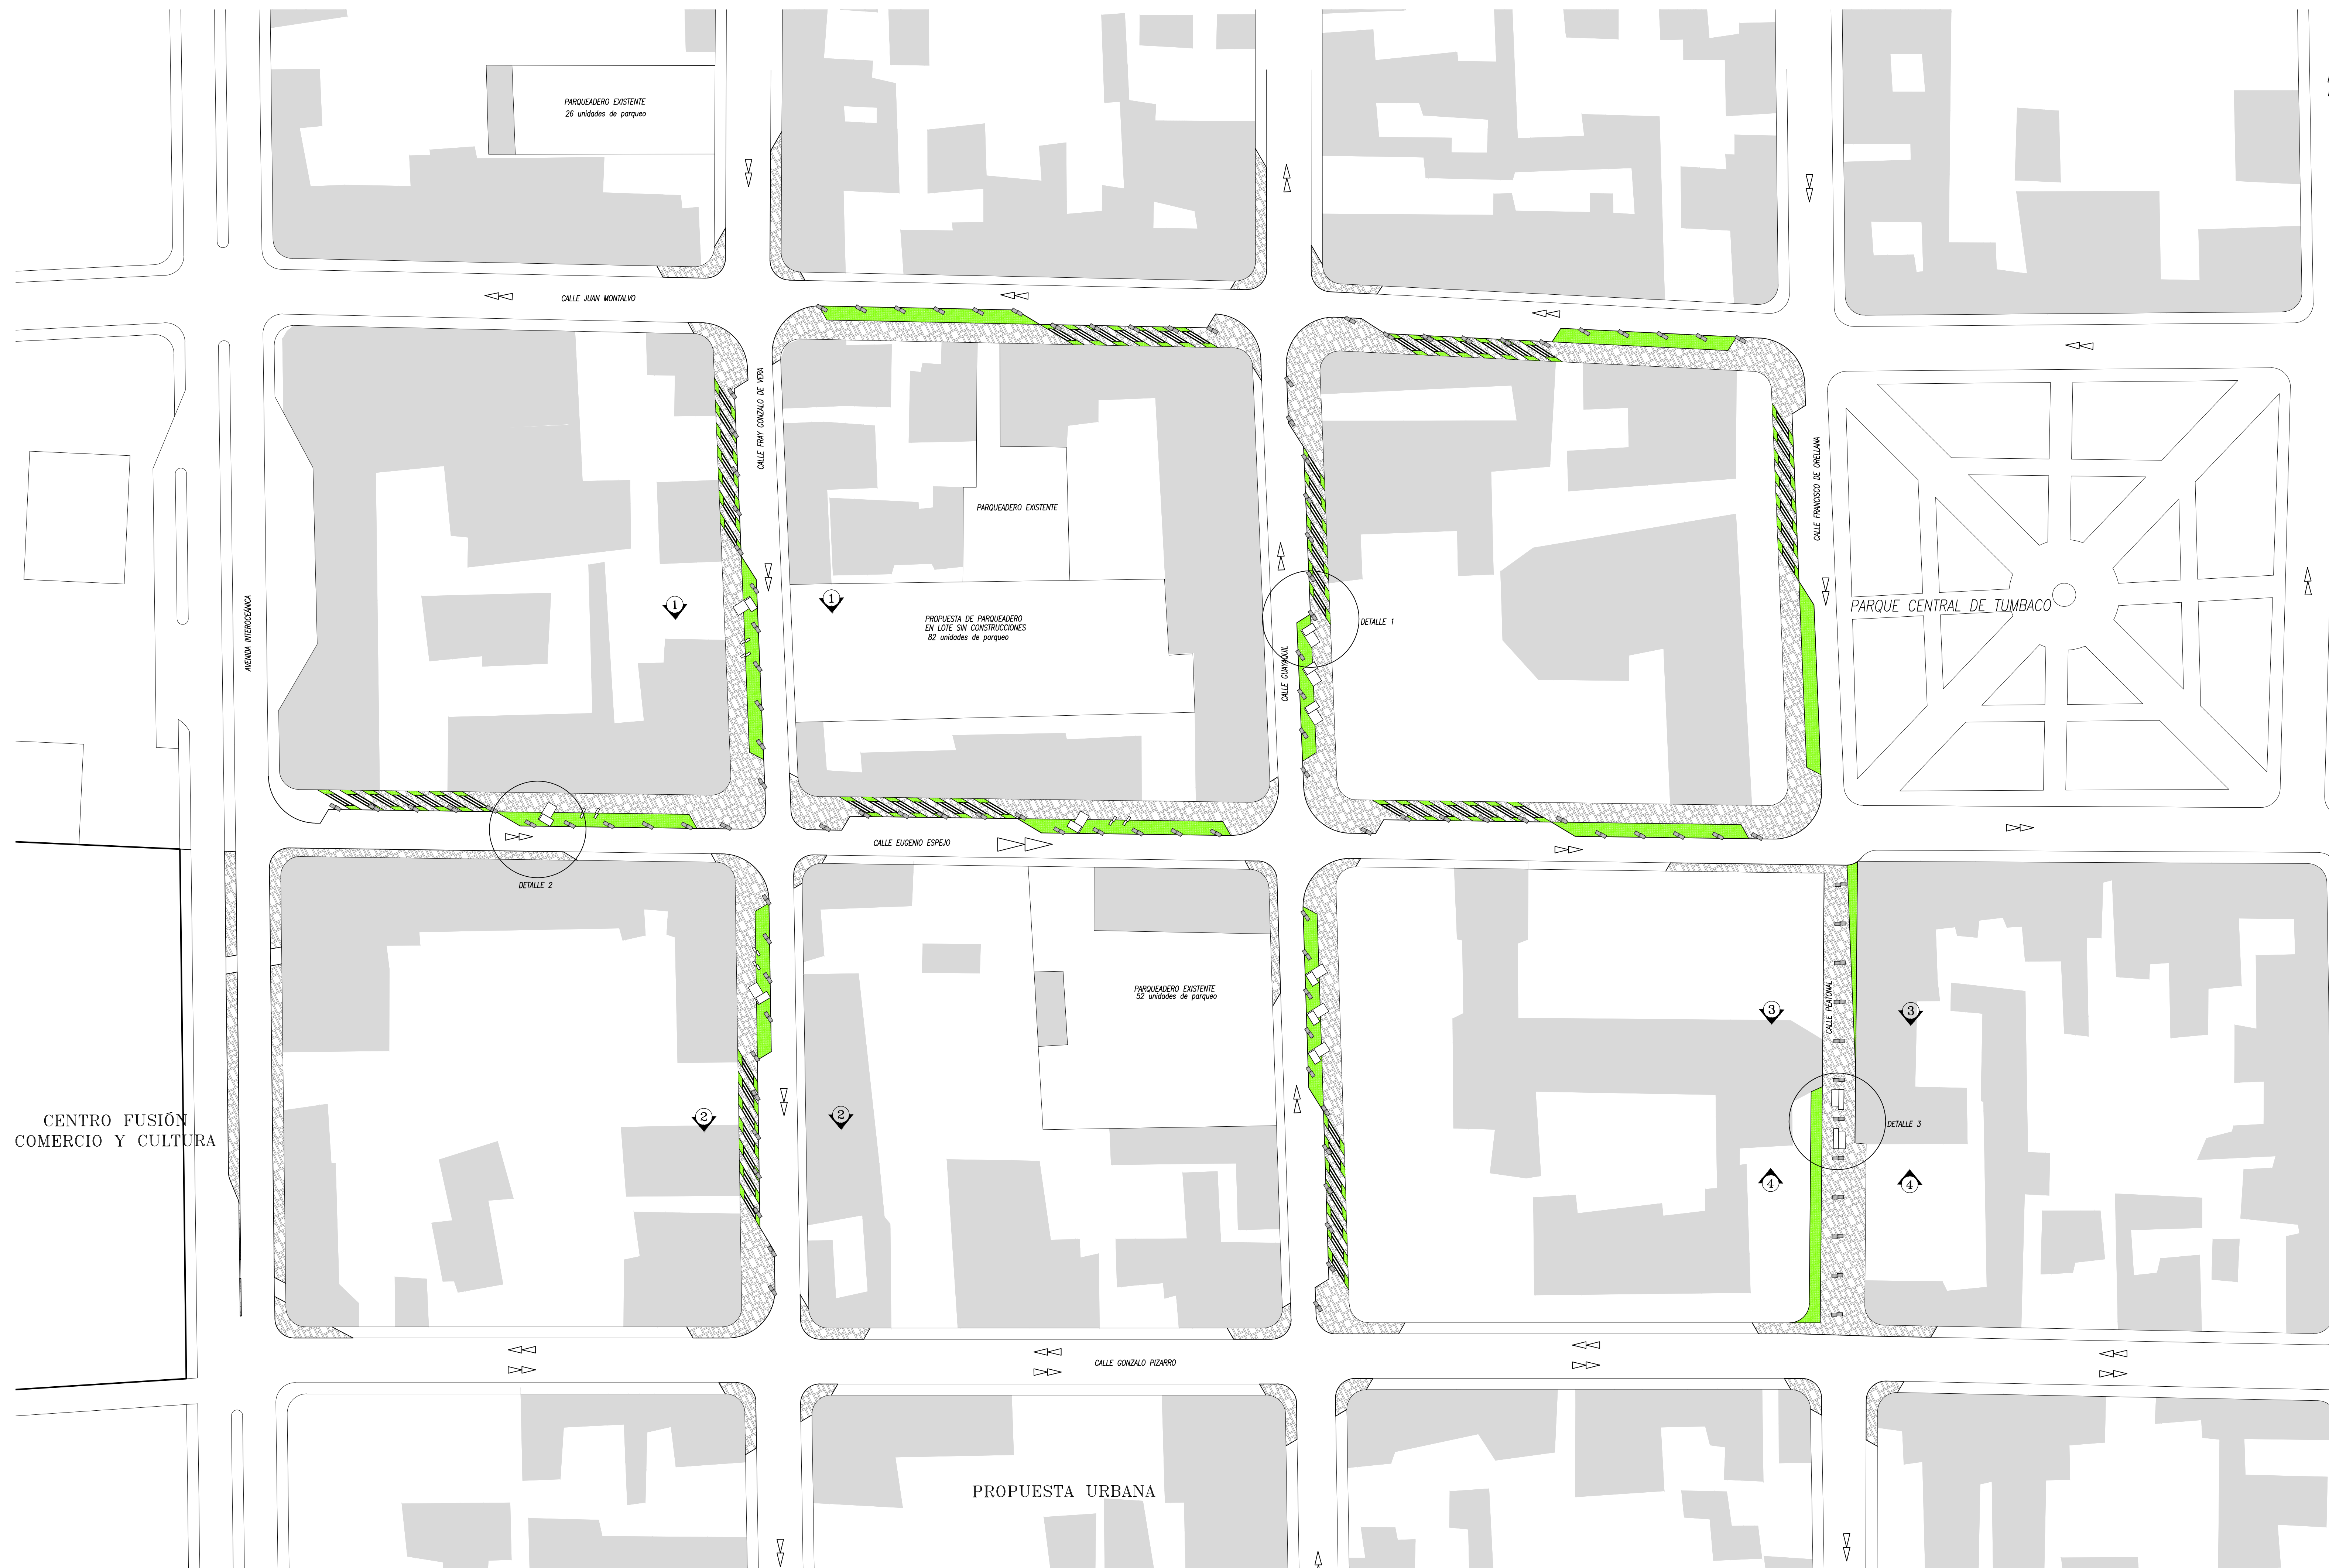 PARQUEADERO EXISTENTE
26 unidades de parqueo
CALLE JUAN MONTALVO
CALLE FRAY GONZALO DE VERA
CALLE FRANCISCO DE ORELLANA
PARQUEADERO EXISTENTE
AVENIDA INTEROCEÁNICA
1
1
PROPUESTA DE PARQUEADERO
EN LOTE SIN CONSTRUCCIONES
82 unidades de parqueo
DETALLE 1
CALLE GUAYAQUIL
PARQUE CENTRAL DE TUMBACO
CALLE EUGENIO ESPEJO
DETALLE 2
PARQUEADERO EXISTENTE
52 unidades de parqueo
CALLE PEATONAL
3
3
CENTRO FUSIÓN
COMERCIO Y CULTURA
2
2
DETALLE 3
4
4
CALLE GONZALO PIZARRO
PROPUESTA URBANA